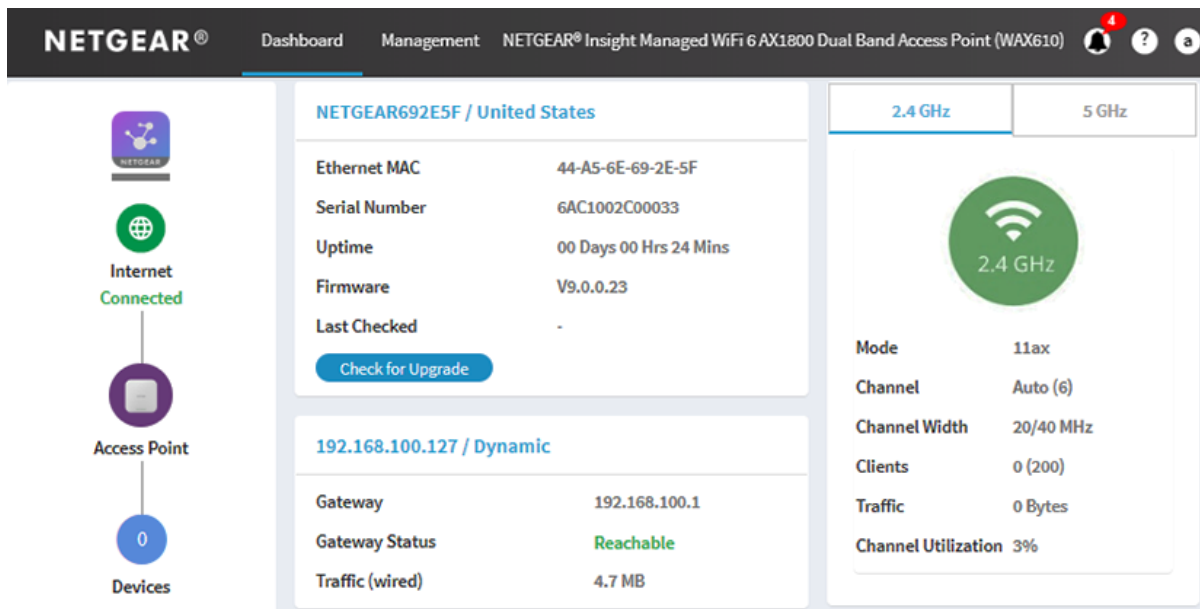 NETGEAR® Dashboard Management NETGEAR® Insight Managed WiFi 6 AX1800 Dual Band Access Point (WAX610) 4 ? a
NETGEAR
Internet
Connected
Access Point
0
Devices
NETGEAR692E5F / United States
Ethernet MAC 44-A5-6E-69-2E-5F
Serial Number 6AC1002C00033
Uptime 00 Days 00 Hrs 24 Mins
Firmware V9.0.0.23
Last Checked -
Check for Upgrade
192.168.100.127 / Dynamic
Gateway 192.168.100.1
Gateway Status Reachable
Traffic (wired) 4.7 MB
2.4 GHz 5 GHz
2.4 GHz
Mode 11ax
Channel Auto (6)
Channel Width 20/40 MHz
Clients 0 (200)
Traffic 0 Bytes
Channel Utilization 3%